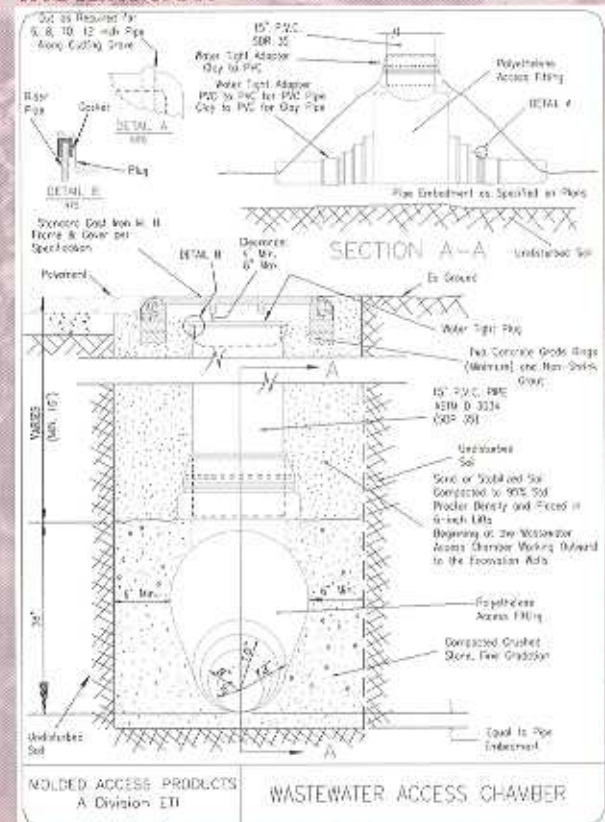 Cut as Required for
6, 8, 10, 12 inch Pipe
Along Cutting Groove
Riser
Pipe
Gasket
DETAIL A
NTS
Plug
DETAIL B
NTS
15" P.V.C.
SDR 35
Water Tight Adapter
Clay to PVC
Water Tight Adapter
PVC to PVC for PVC Pipe
Clay to PVC for Clay Pipe
Polyethelene
Access Fitting
DETAIL A
Pipe Embedment as Specified on Plans
SECTION A-A
Undisturbed Soil
Standard Cast Iron M. H.
Frame & Cover per
Specification
DETAIL B
Clearance
Min.
Max.
Pavement
Ex Ground
Water Tight Plug
Two Concrete Grade Rings
(Minimum) and Non-Shrink
Grout
A
15" P.V.C. PIPE
ASTM D 3034
(SDR 35)
VARIES
Undisturbed
Soil
Sand or Stabilized Soil
Compacted to 95% Std
Proctor Density and Placed in
6-inch Lifts
Beginning at the Wastewater
Access Chamber Working Outward
to the Excavation Walls
6" Min.
6" Min.
Polyethelene
Access Fitting
Compacted Crushed
Stone, Fine Gradation
Undisturbed
Soil
A
Equal to Pipe
Embedment
MOLDED ACCESS PRODUCTS
A Division ETI
WASTEWATER ACCESS CHAMBER